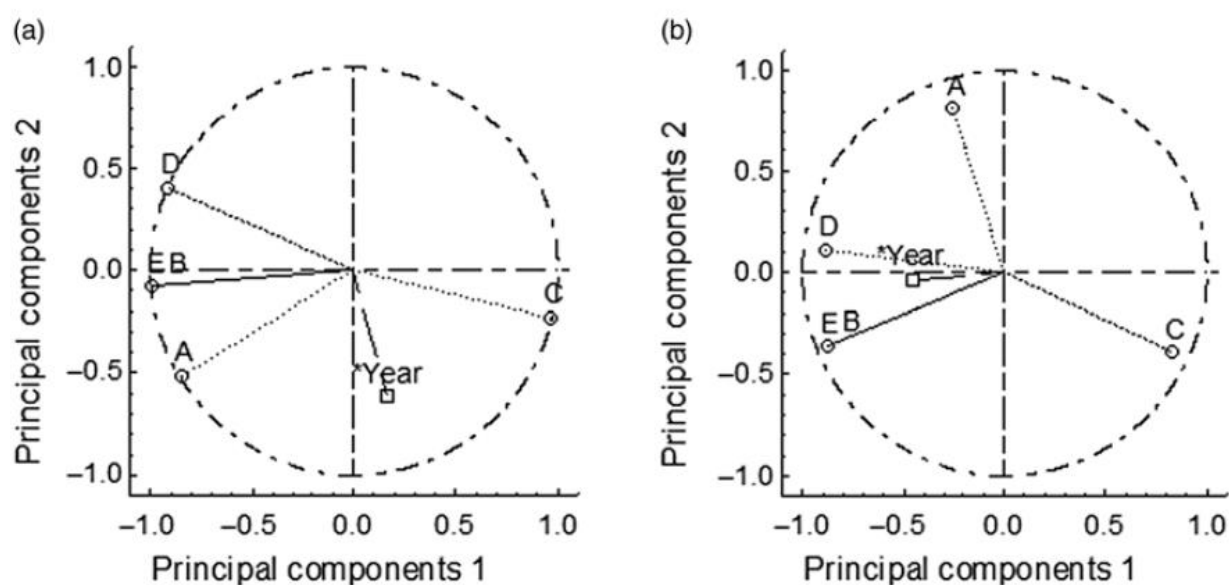 (a)
Principal components 2
1.0
0.5
0.0
–0.5
–1.0
D
E B
A
C
*Year
–1.0 –0.5 0.0 0.5 1.0
Principal components 1
(b)
Principal components 2
1.0
0.5
0.0
–0.5
–1.0
A
D
*Year
E B
C
–1.0 –0.5 0.0 0.5 1.0
Principal components 1